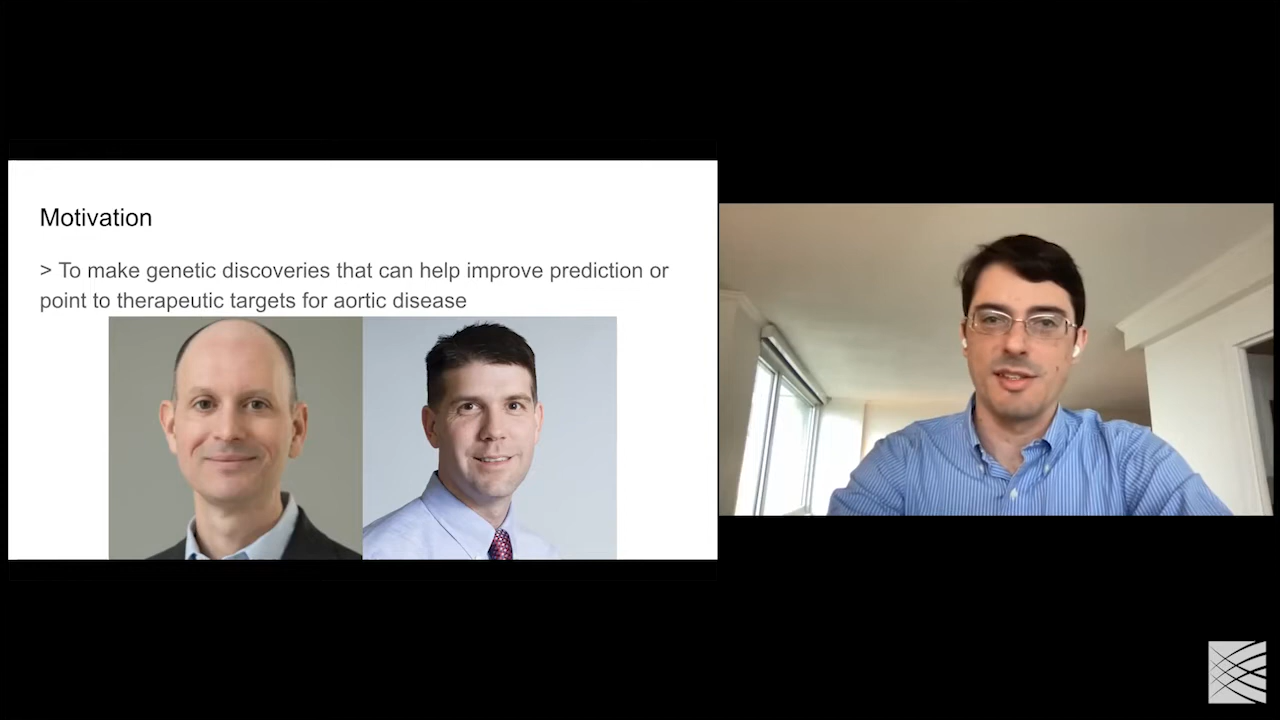 Motivation
> To make genetic discoveries that can help improve prediction or
point to therapeutic targets for aortic disease